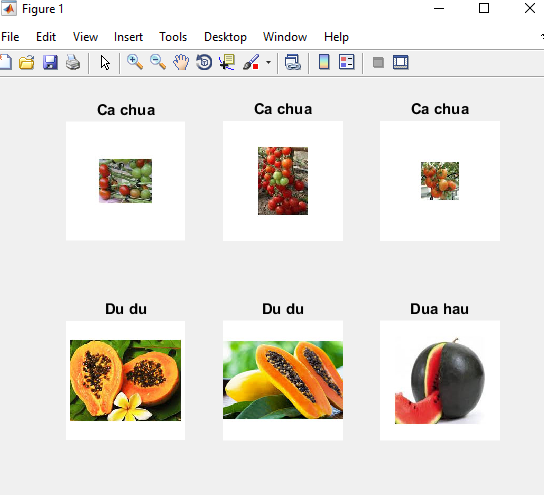 Figure 1
File Edit View Insert Tools Desktop Window Help
Ca chua Ca chua Ca chua
Du du Du du Dua hau